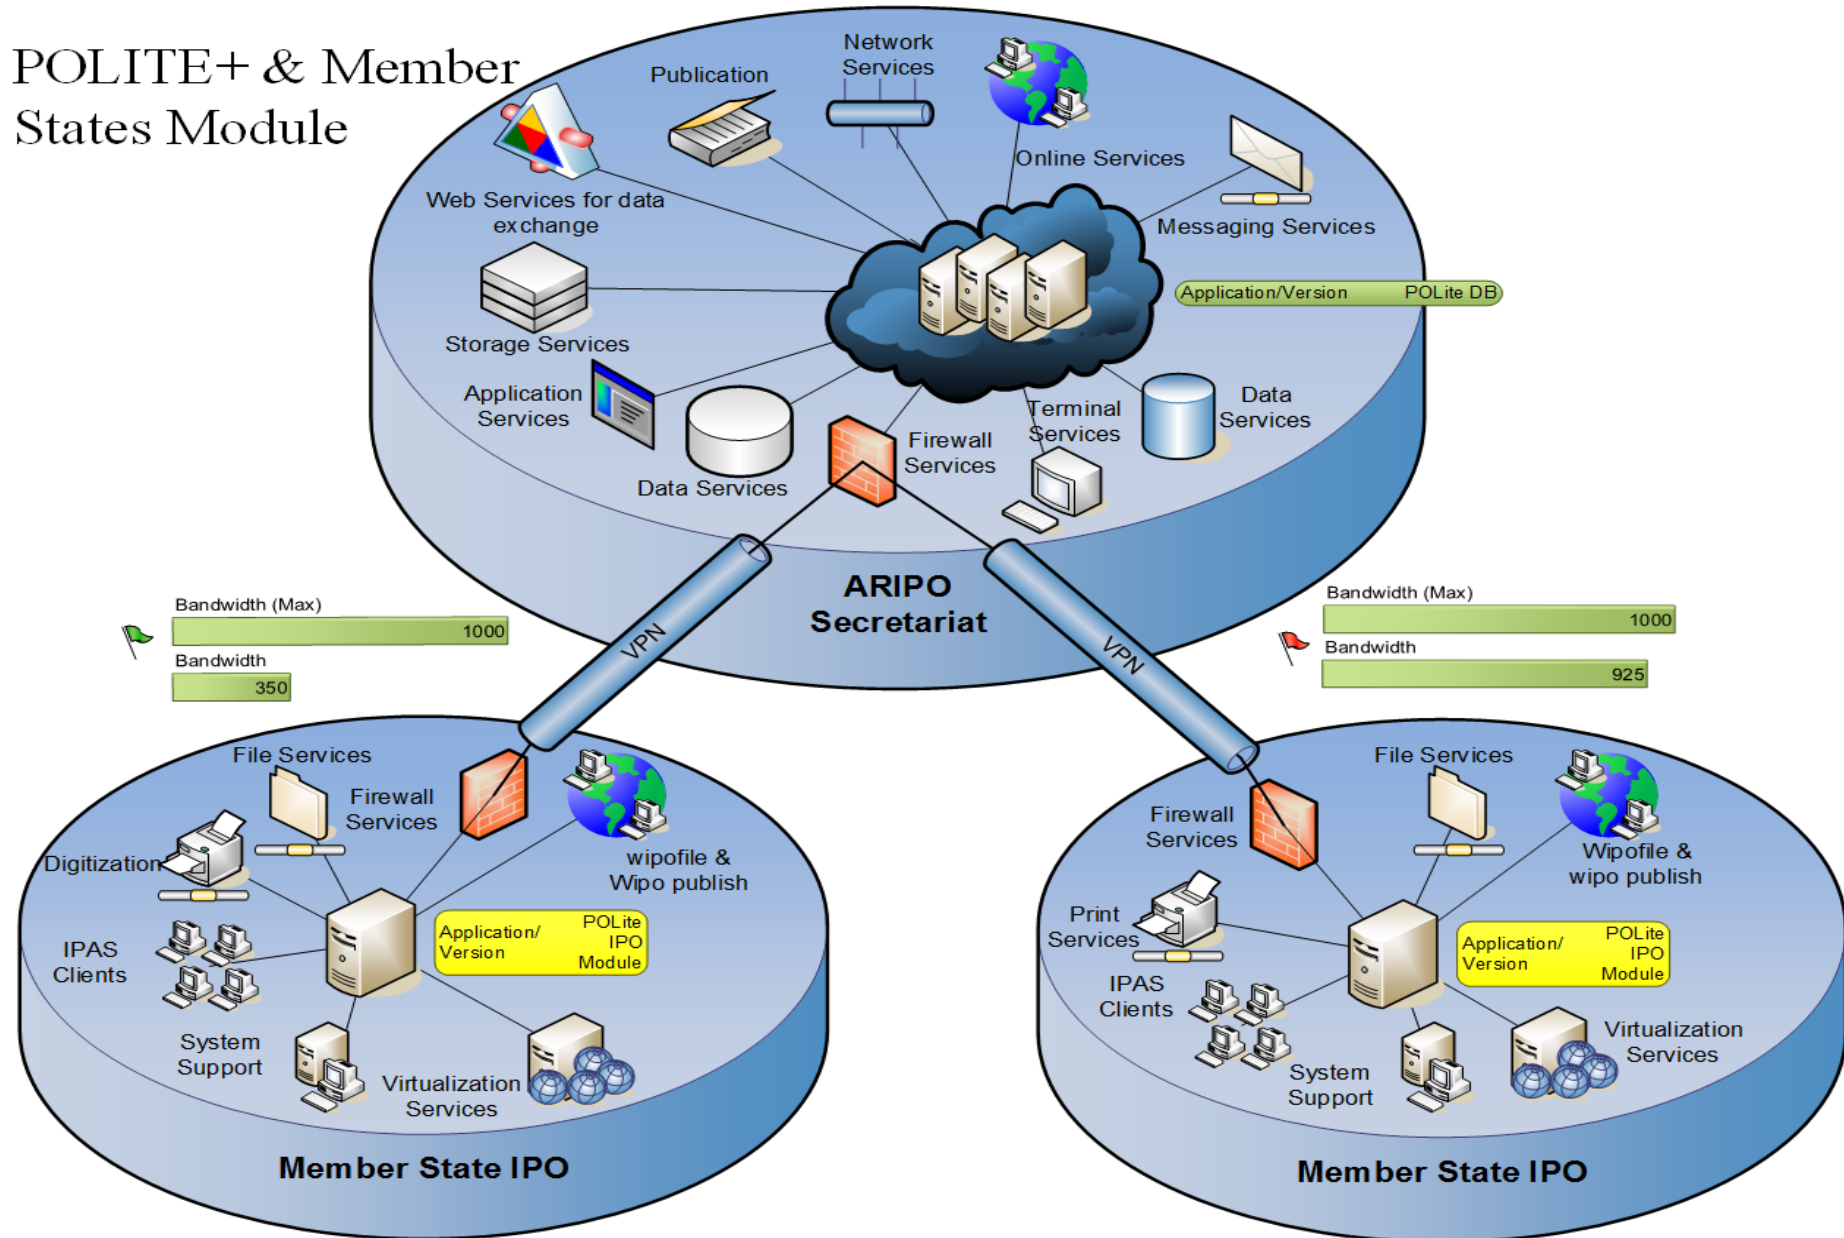 POLITE+ & Member
States Module
Publication
Network
Services
Online Services
Messaging Services
Web Services for data
exchange
Application/Version POLite DB
Storage Services
Application
Services
Data Services
Firewall
Services
Terminal
Services
Data
Services
ARIPO
Secretariat
VPN
VPN
Bandwidth (Max)
1000
Bandwidth
350
Bandwidth (Max)
1000
Bandwidth
925
File Services
Firewall
Services
Digitization
wipofile &
Wipo publish
IPAS
Clients
Application/
Version
POLite
IPO
Module
System
Support
Virtualization
Services
Member State IPO
File Services
Firewall
Services
Wipofile &
wipo publish
Print
Services
IPAS
Clients
Application/
Version
POLite
IPO
Module
System
Support
Virtualization
Services
Member State IPO